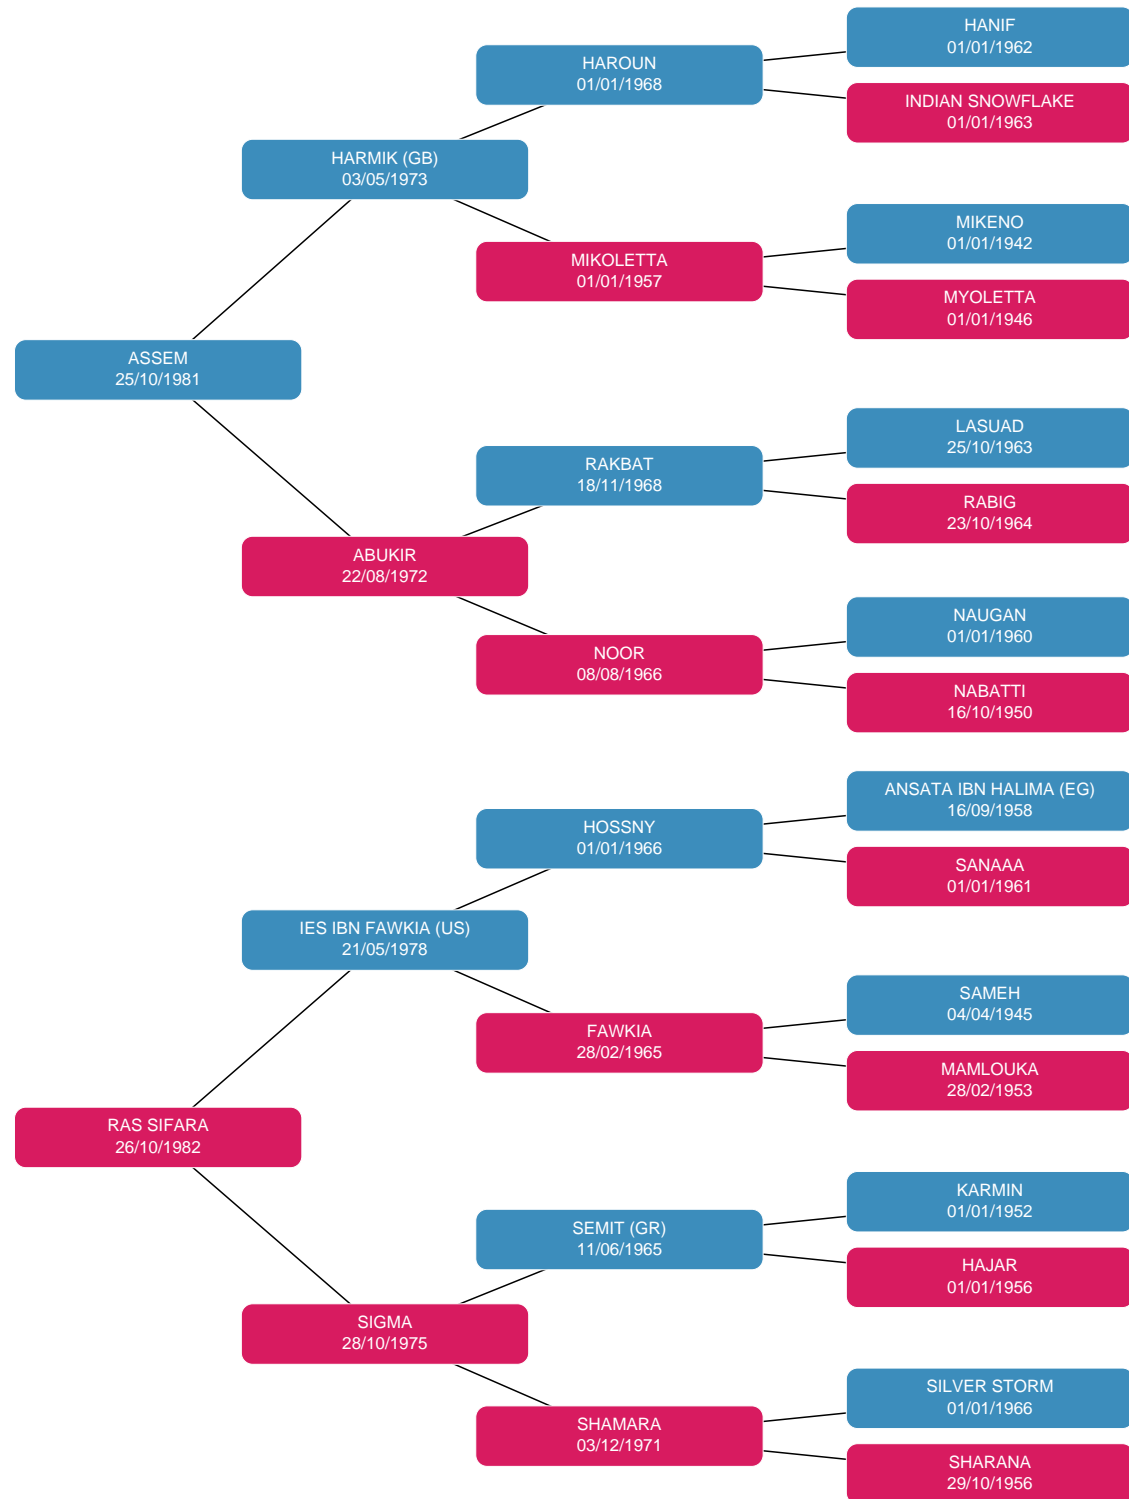 HANIF
01/01/1962
HAROUN
01/01/1968
INDIAN SNOWFLAKE
01/01/1963
HARMIK (GB)
03/05/1973
MIKENO
01/01/1942
MIKOLETTA
01/01/1957
MYOLETTA
01/01/1946
ASSEM
25/10/1981
LASUAD
25/10/1963
RAKBAT
18/11/1968
RABIG
23/10/1964
ABUKIR
22/08/1972
NAUGAN
01/01/1960
NOOR
08/08/1966
NABATTI
16/10/1950
ANSATA IBN HALIMA (EG)
16/09/1958
HOSSNY
01/01/1966
SANAAA
01/01/1961
IES IBN FAWKIA (US)
21/05/1978
SAMEH
04/04/1945
FAWKIA
28/02/1965
MAMLOUKA
28/02/1953
RAS SIFARA
26/10/1982
KARMIN
01/01/1952
SEMIT (GR)
11/06/1965
HAJAR
01/01/1956
SIGMA
28/10/1975
SILVER STORM
01/01/1966
SHAMARA
03/12/1971
SHARANA
29/10/1956